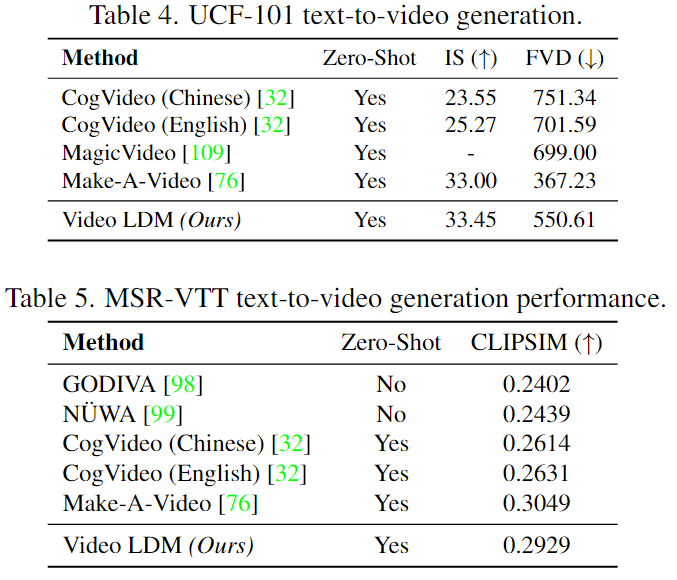 Table 4. UCF-101 text-to-video generation.
Method Zero-Shot IS (↑) FVD (↓)
CogVideo (Chinese) [32] Yes 23.55 751.34
CogVideo (English) [32] Yes 25.27 701.59
MagicVideo [109] Yes - 699.00
Make-A-Video [76] Yes 33.00 367.23
Video LDM (Ours) Yes 33.45 550.61
Table 5. MSR-VTT text-to-video generation performance.
Method Zero-Shot CLIPSIM (↑)
GODIVA [98] No 0.2402
NÜWA [99] No 0.2439
CogVideo (Chinese) [32] Yes 0.2614
CogVideo (English) [32] Yes 0.2631
Make-A-Video [76] Yes 0.3049
Video LDM (Ours) Yes 0.2929